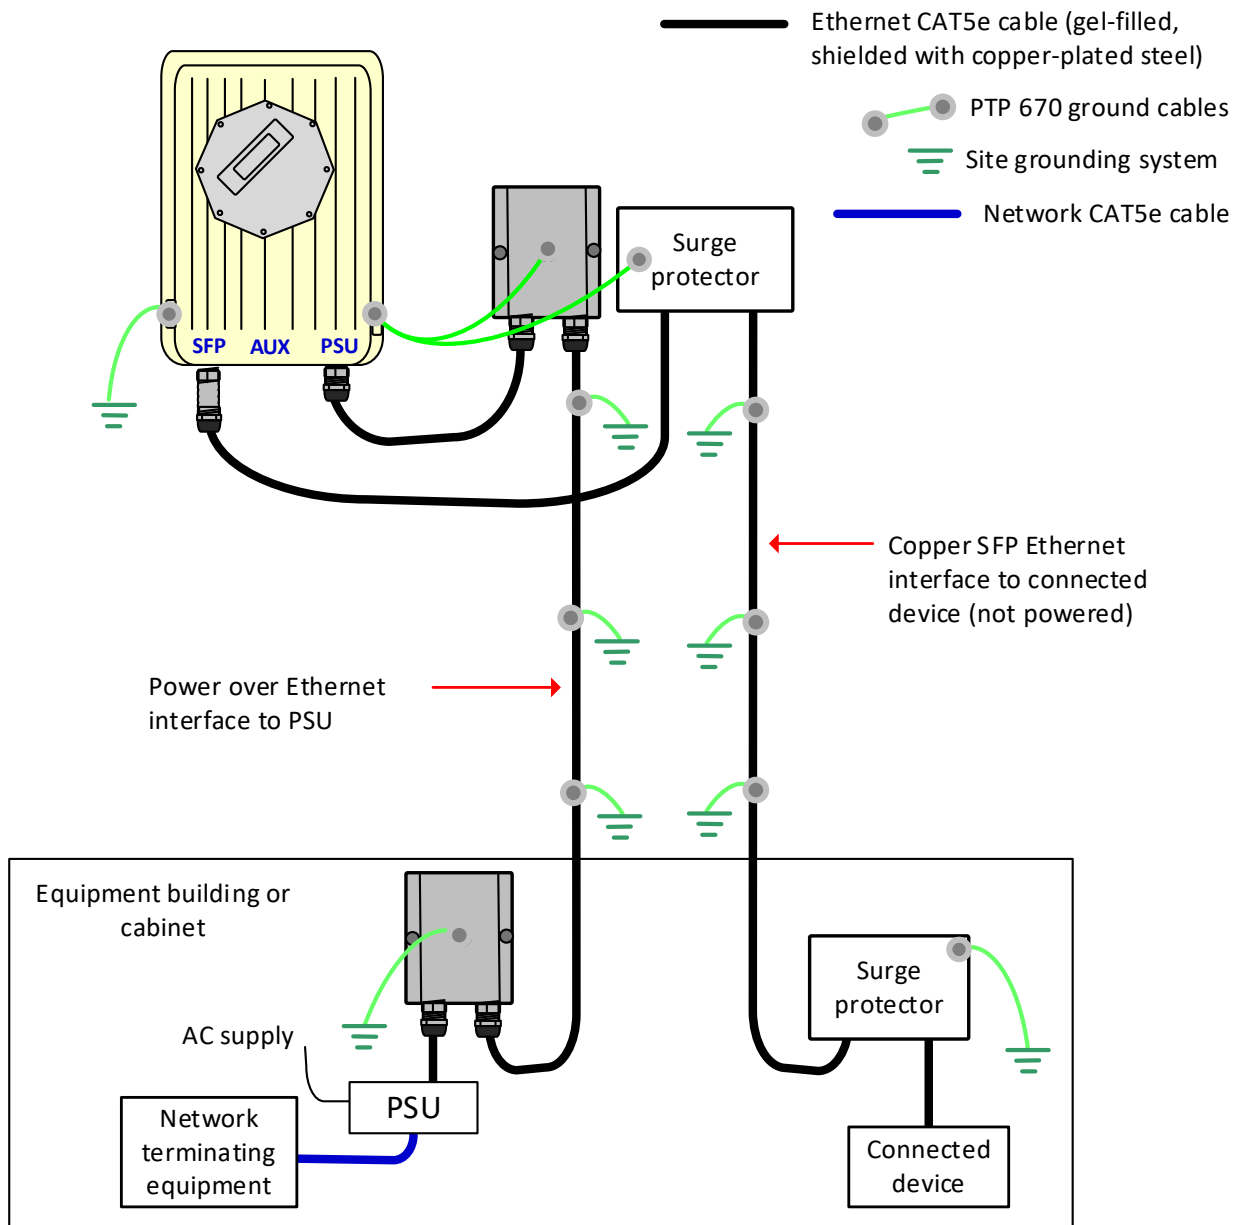 Ethernet CAT5e cable (gel-filled,
shielded with copper-plated steel)
PTP 670 ground cables
Site grounding system
Network CAT5e cable
Surge
protector
SFP AUX PSU
Copper SFP Ethernet
interface to connected
device (not powered)
Power over Ethernet
interface to PSU
Equipment building or
cabinet
Surge
protector
AC supply
PSU
Network
terminating
equipment
Connected
device